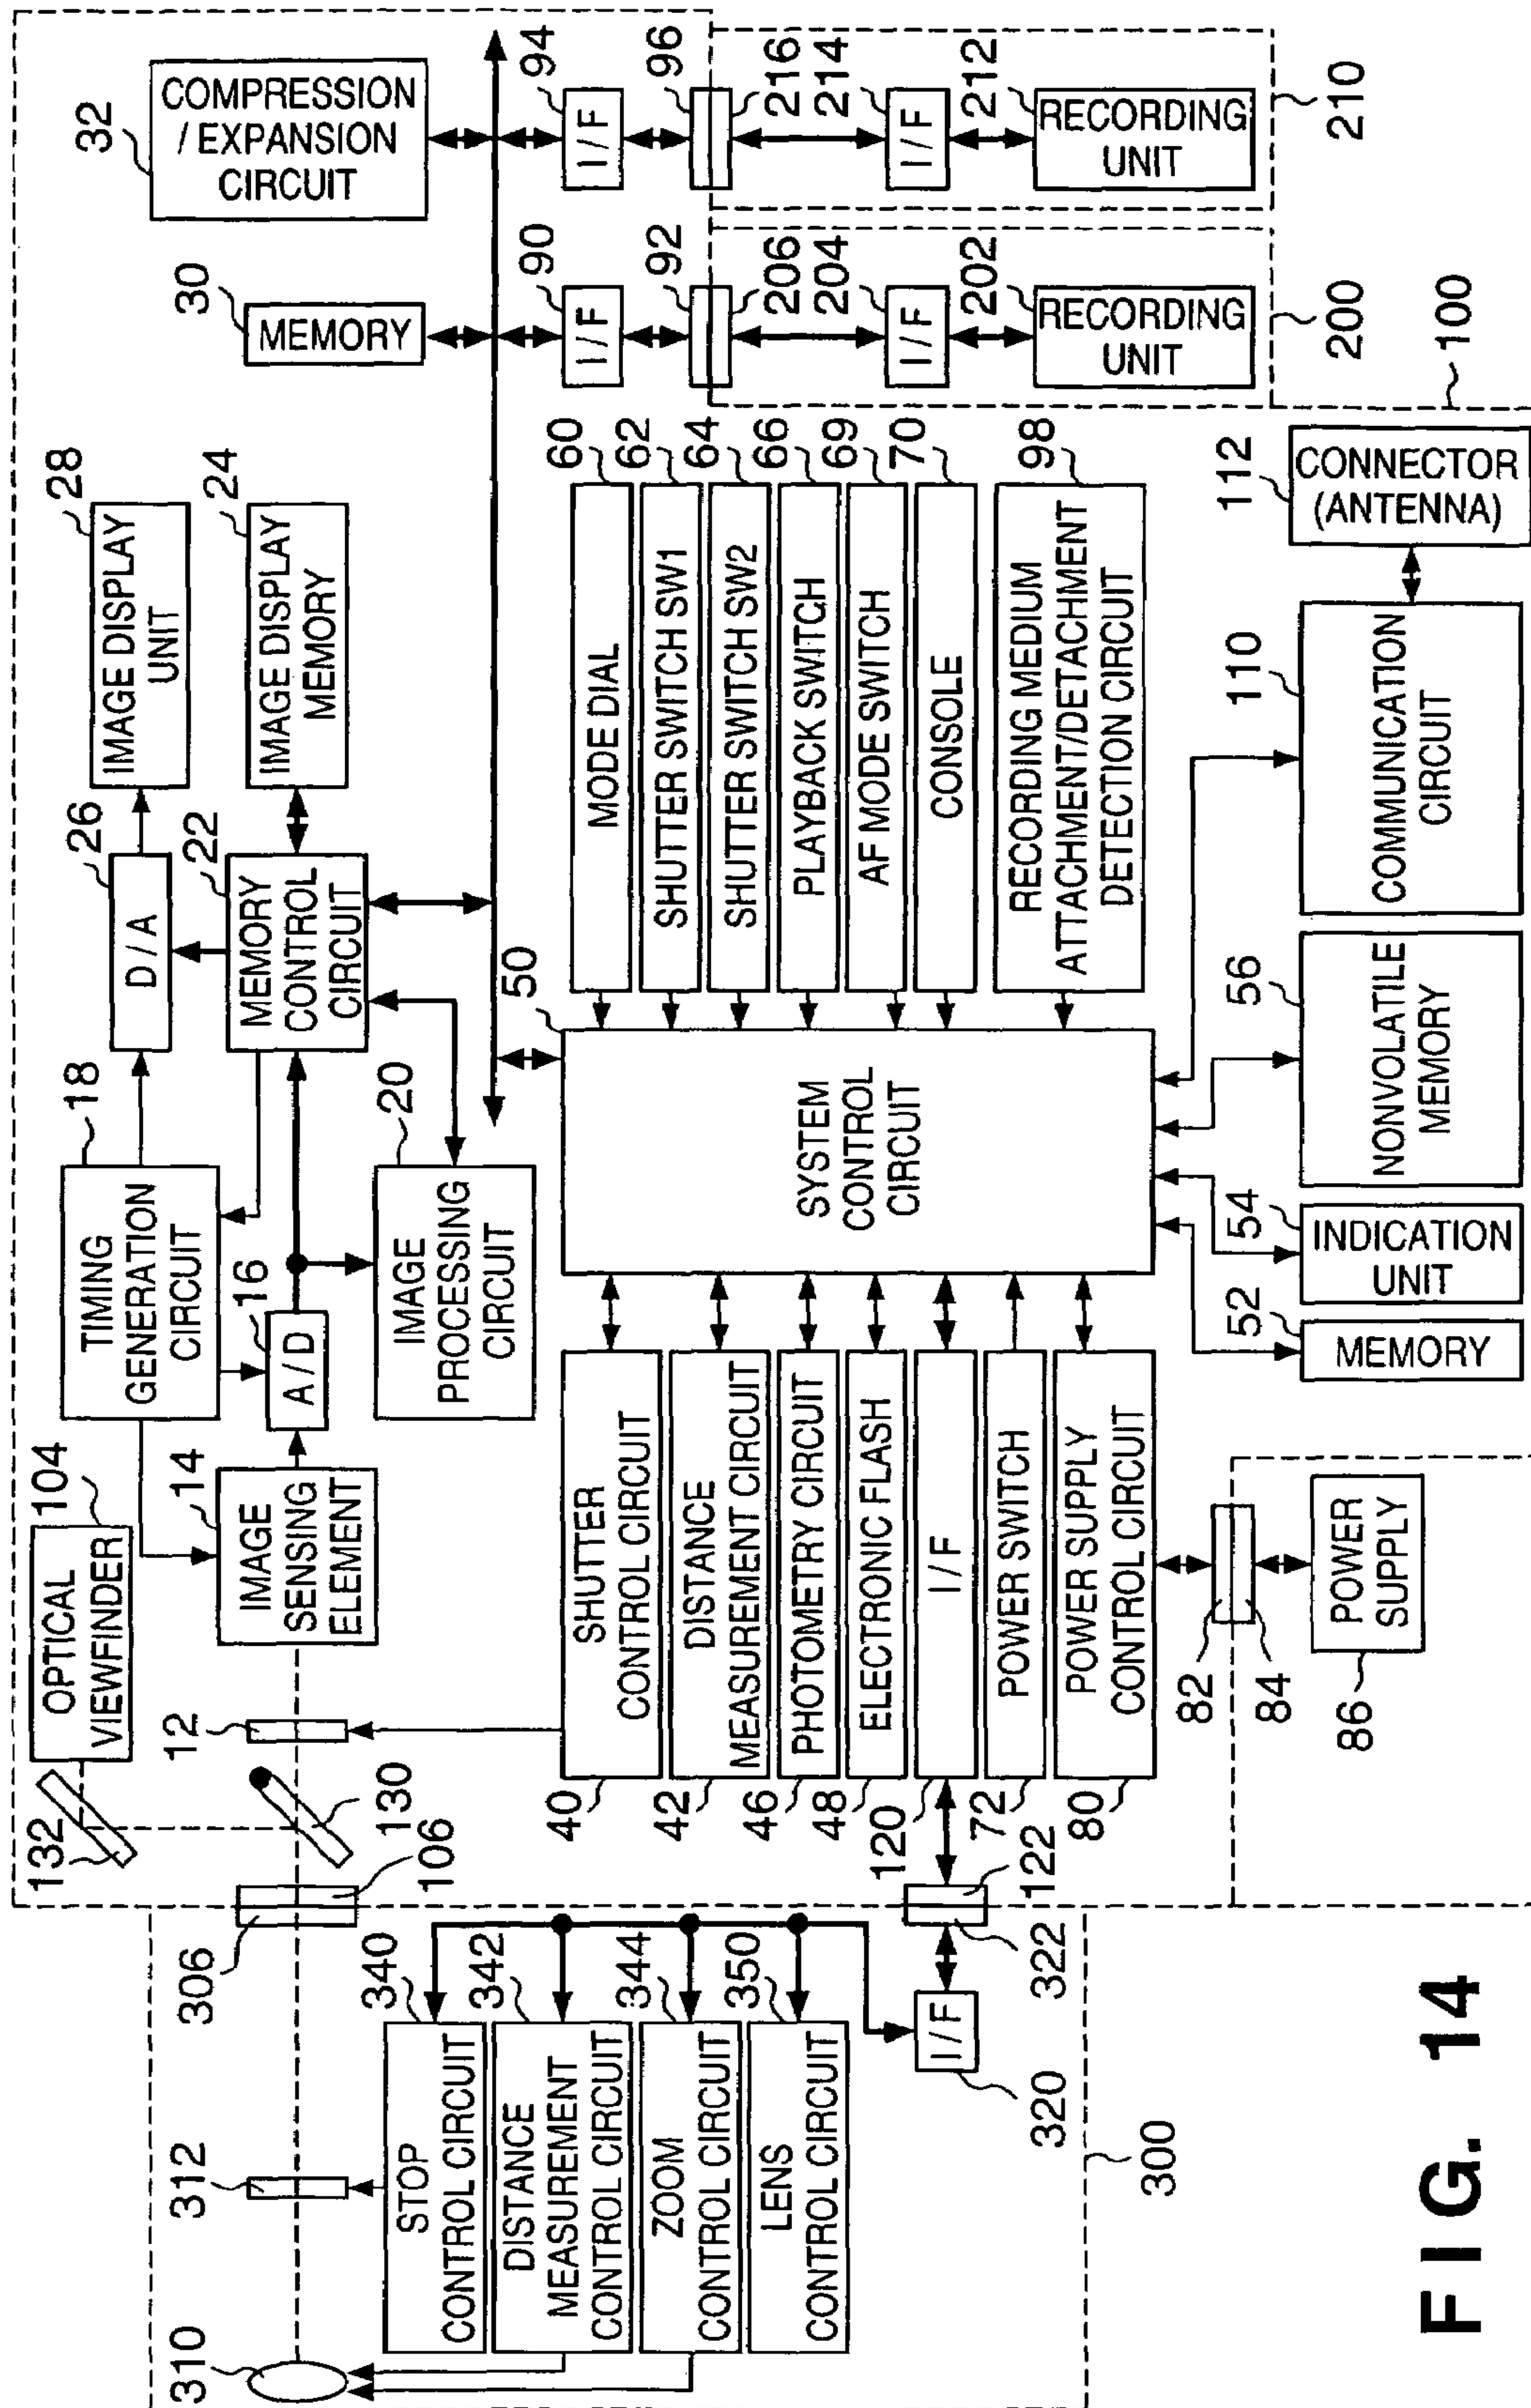 104
OPTICAL
VIEWFINDER
132
130
12
14
IMAGE
SENSING
ELEMENT
18
TIMING
GENERATION
CIRCUIT
16
A/D
20
IMAGE
PROCESSING
CIRCUIT
26
D/A
22
MEMORY
CONTROL
CIRCUIT
28
IMAGE DISPLAY
UNIT
24
IMAGE DISPLAY
MEMORY
30
MEMORY
32
COMPRESSION
/ EXPANSION
CIRCUIT
90
I/F
92
94
I/F
96
206
204
I/F
202
RECORDING
UNIT
200
216
214
I/F
212
RECORDING
UNIT
210
100
306
106
310
312
340
STOP
CONTROL CIRCUIT
342
DISTANCE
MEASUREMENT
CONTROL CIRCUIT
344
ZOOM
CONTROL CIRCUIT
350
LENS
CONTROL CIRCUIT
I/F
320
322
122
300
40
SHUTTER
CONTROL CIRCUIT
42
DISTANCE
MEASUREMENT CIRCUIT
46
PHOTOMETRY CIRCUIT
48
ELECTRONIC FLASH
120
I/F
72
POWER SWITCH
80
POWER SUPPLY
CONTROL CIRCUIT
82
84
86
POWER
SUPPLY
50
SYSTEM
CONTROL
CIRCUIT
60
MODE DIAL
62
SHUTTER SWITCH SW1
64
SHUTTER SWITCH SW2
66
PLAYBACK SWITCH
69
AF MODE SWITCH
70
CONSOLE
98
RECORDING MEDIUM
ATTACHMENT/DETACHMENT
DETECTION CIRCUIT
52
MEMORY
54
INDICATION
UNIT
56
NONVOLATILE
MEMORY
110
COMMUNICATION
CIRCUIT
112
CONNECTOR
(ANTENNA)
FIG. 14